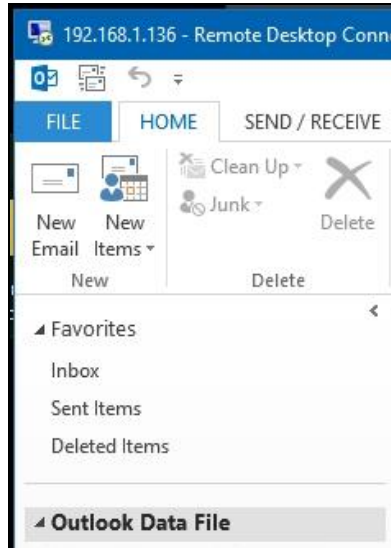 192.168.1.136 - Remote Desktop Conn
FILE HOME SEND / RECEIVE
New Email
New Items
Clean Up
Junk
Delete
New
Delete
Favorites
Inbox
Sent Items
Deleted Items
Outlook Data File